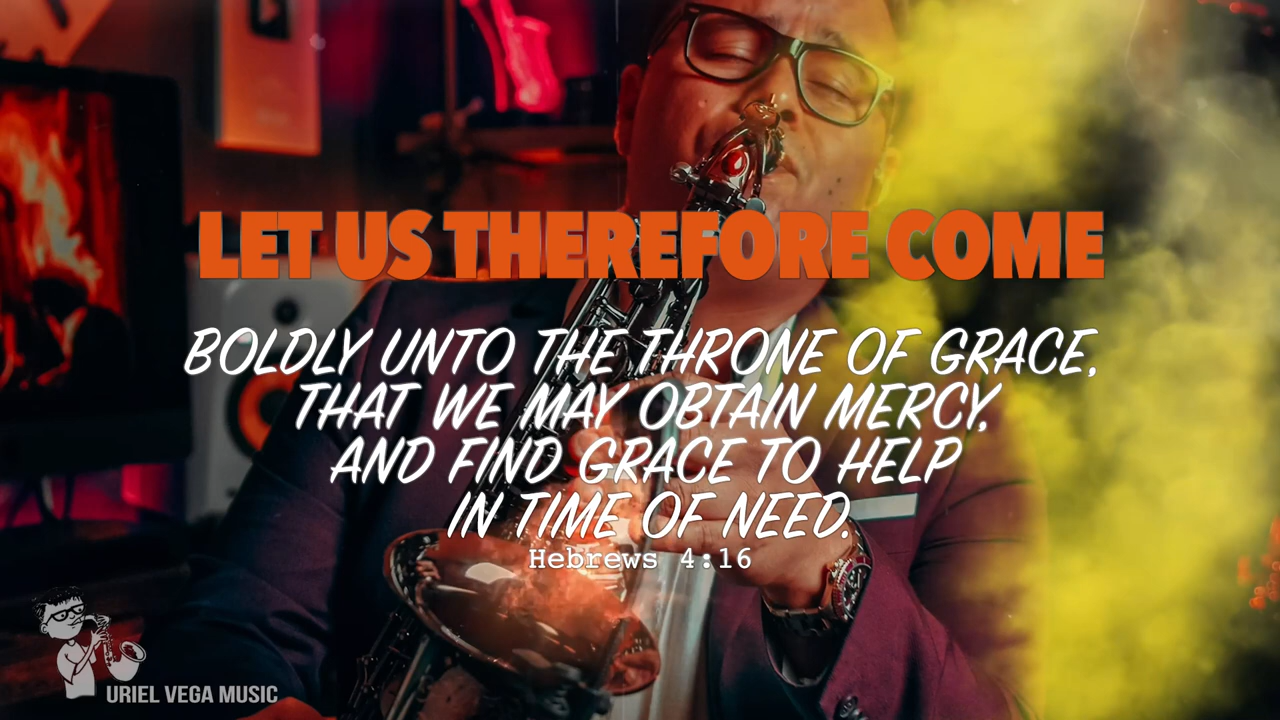 LET US THEREFORE COME
BOLDLY UNTO THE THRONE OF GRACE,
THAT WE MAY OBTAIN MERCY,
AND FIND GRACE TO HELP
IN TIME OF NEED.
Hebrews 4:16
URIEL VEGA MUSIC